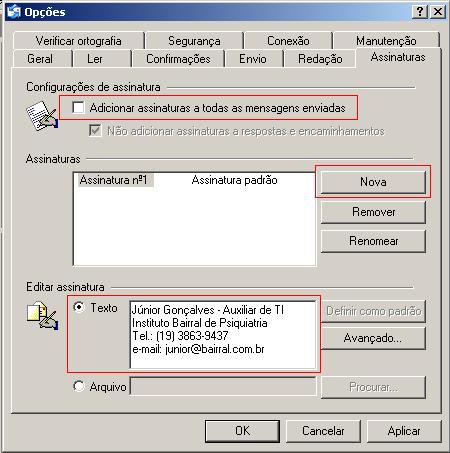 Opções
Verificar ortografia Segurança Conexão Manutenção
Geral Ler Confirmações Envio Redação Assinaturas
Configurações de assinatura
Adicionar assinaturas a todas as mensagens enviadas
Não adicionar assinaturas a respostas e encaminhamentos
Assinaturas
Assinatura nº1 Assinatura padrão
Nova
Remover
Renomear
Editar assinatura
Texto
Júnior Gonçalves - Auxiliar de TI
Instituto Bairral de Psiquiatria
Tel.: (19) 3863-9437
e-mail: junior@bairral.com.br
Definir como padrão
Avançado...
Arquivo
Procurar...
OK Cancelar Aplicar